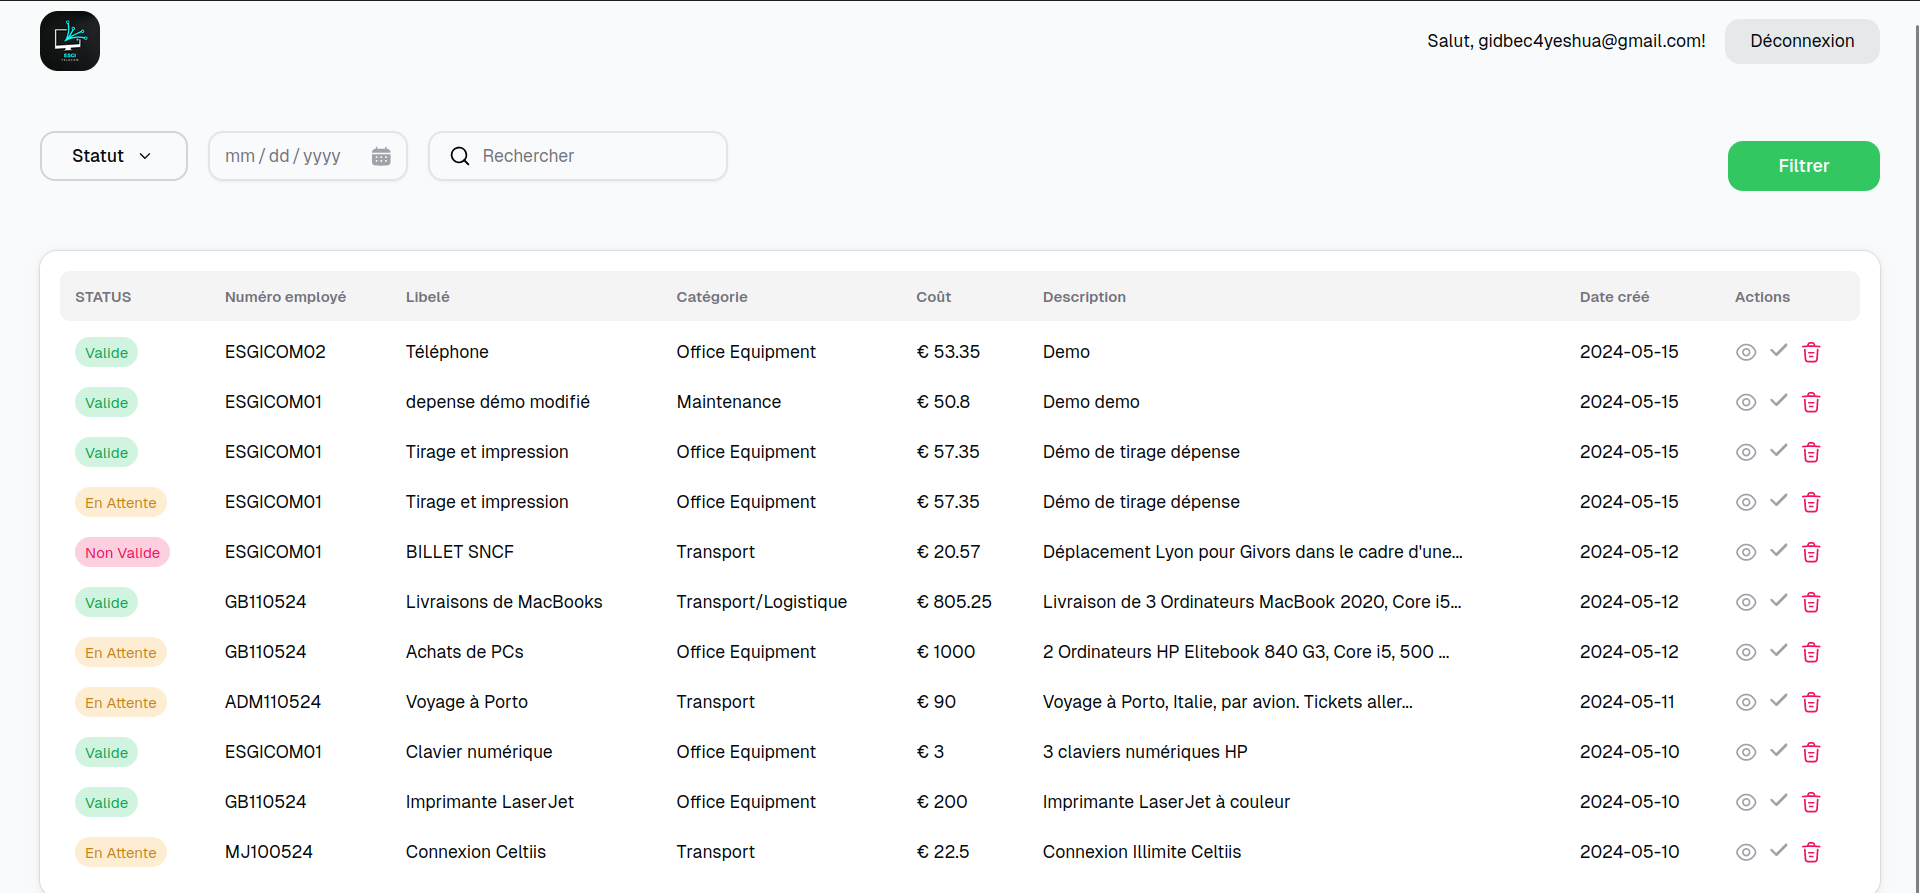 ESGI
TELECOM
Salut, gidbec4yeshua@gmail.com! Déconnexion
Statut mm / dd / yyyy Rechercher Filtrer
STATUS Numéro employé Libelé Catégorie Coût Description Date créé Actions
Valide ESGICOM02 Téléphone Office Equipment € 53.35 Demo 2024-05-15
Valide ESGICOM01 depense démo modifié Maintenance € 50.8 Demo demo 2024-05-15
Valide ESGICOM01 Tirage et impression Office Equipment € 57.35 Démo de tirage dépense 2024-05-15
En Attente ESGICOM01 Tirage et impression Office Equipment € 57.35 Démo de tirage dépense 2024-05-15
Non Valide ESGICOM01 BILLET SNCF Transport € 20.57 Déplacement Lyon pour Givors dans le cadre d'une... 2024-05-12
Valide GB110524 Livraisons de MacBooks Transport/Logistique € 805.25 Livraison de 3 Ordinateurs MacBook 2020, Core i5... 2024-05-12
En Attente GB110524 Achats de PCs Office Equipment € 1000 2 Ordinateurs HP Elitebook 840 G3, Core i5, 500 ... 2024-05-12
En Attente ADM110524 Voyage à Porto Transport € 90 Voyage à Porto, Italie, par avion. Tickets aller... 2024-05-11
Valide ESGICOM01 Clavier numérique Office Equipment € 3 3 claviers numériques HP 2024-05-10
Valide GB110524 Imprimante LaserJet Office Equipment € 200 Imprimante LaserJet à couleur 2024-05-10
En Attente MJ100524 Connexion Celtiis Transport € 22.5 Connexion Illimite Celtiis 2024-05-10